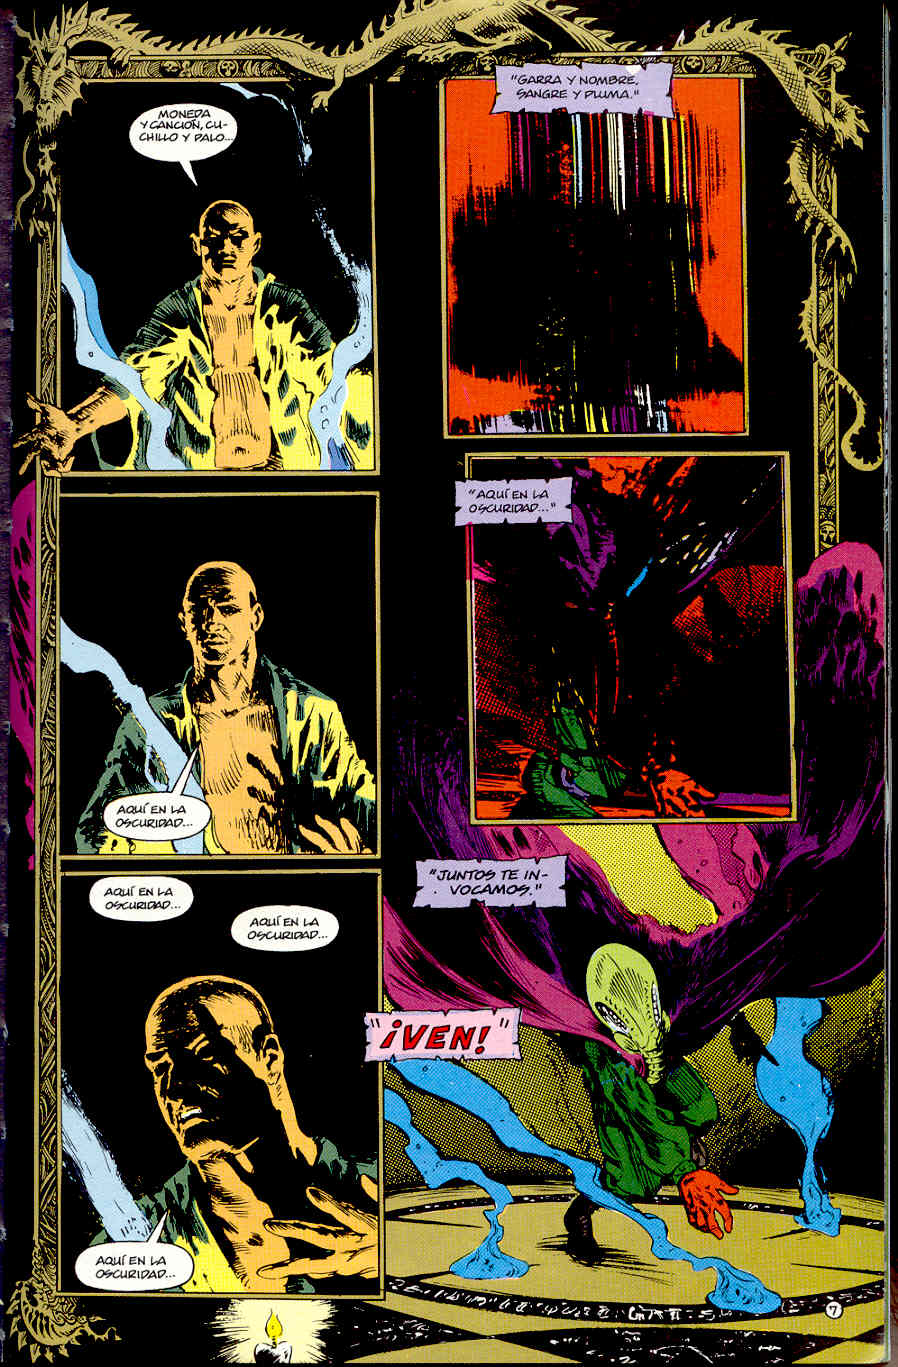 MONEDA
Y CANCIÓN, CU-
CHILLO Y PALO...
AQUÍ EN LA
OSCURIDAD...
AQUÍ EN LA
OSCURIDAD...
AQUÍ EN LA
OSCURIDAD...
AQUÍ EN LA
OSCURIDAD...
"GARRA Y NOMBRE,
SANGRE Y PLUMA."
"AQUÍ EN LA
OSCURIDAD..."
"JUNTOS TE IN-
VOCAMOS."
"¡VEN!"
7